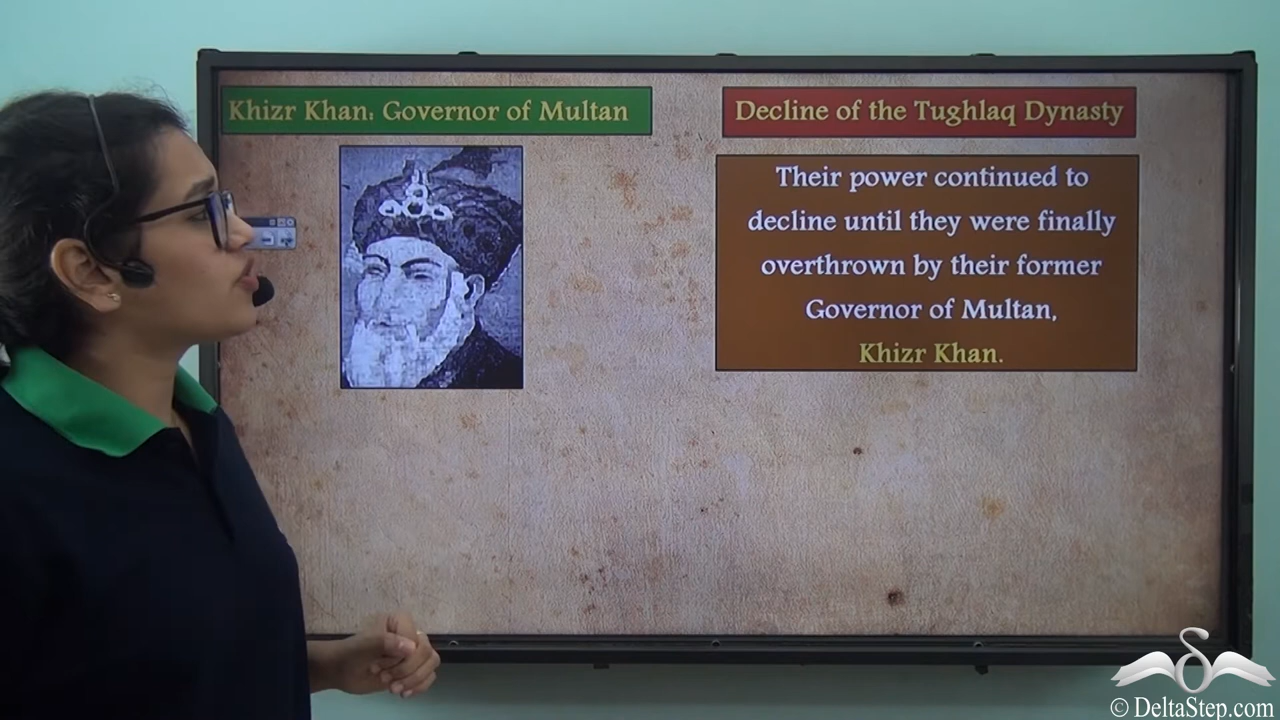 Khizr Khan: Governor of Multan
Decline of the Tughlaq Dynasty
Their power continued to
decline until they were finally
overthrown by their former
Governor of Multan,
Khizr Khan.
© DeltaStep.com